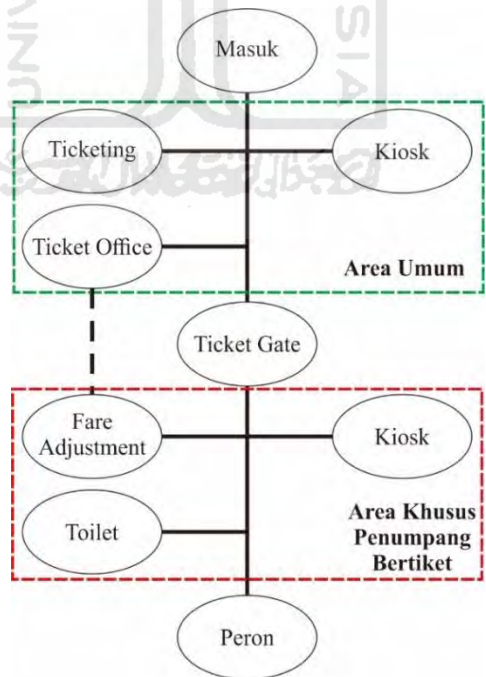 Masuk
Ticketing
Kiosk
Ticket Office
Area Umum
Ticket Gate
Fare
Adjustment
Kiosk
Toilet
Area Khusus
Penumpang
Bertiket
Peron